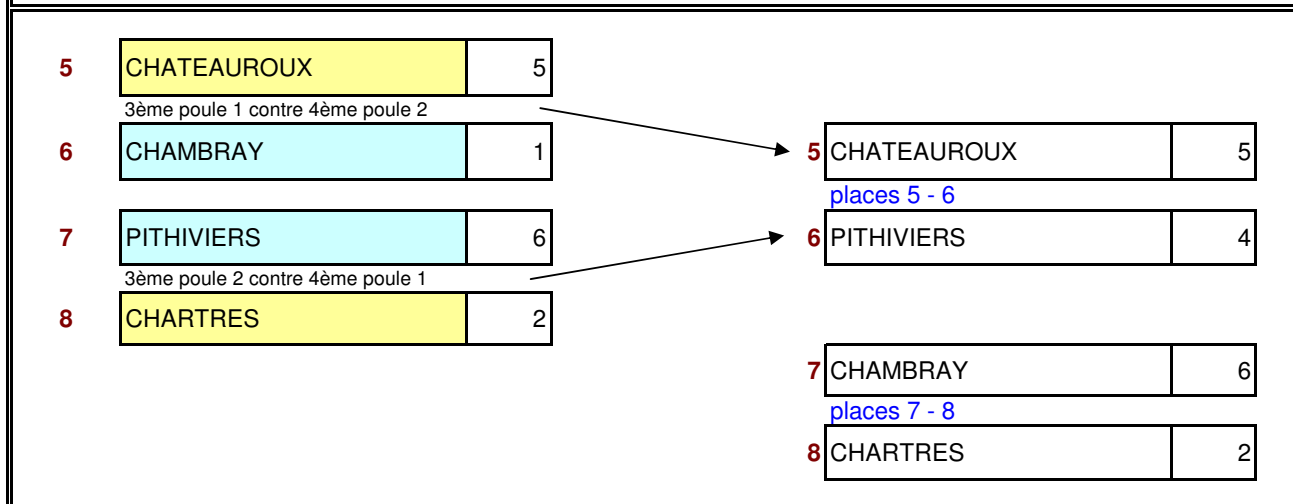 5 CHATEAUROUX 5
3ème poule 1 contre 4ème poule 2
6 CHAMBRAY 1
7 PITHIVIERS 6
3ème poule 2 contre 4ème poule 1
8 CHARTRES 2
5 CHATEAUROUX 5
places 5 - 6
6 PITHIVIERS 4
7 CHAMBRAY 6
places 7 - 8
8 CHARTRES 2